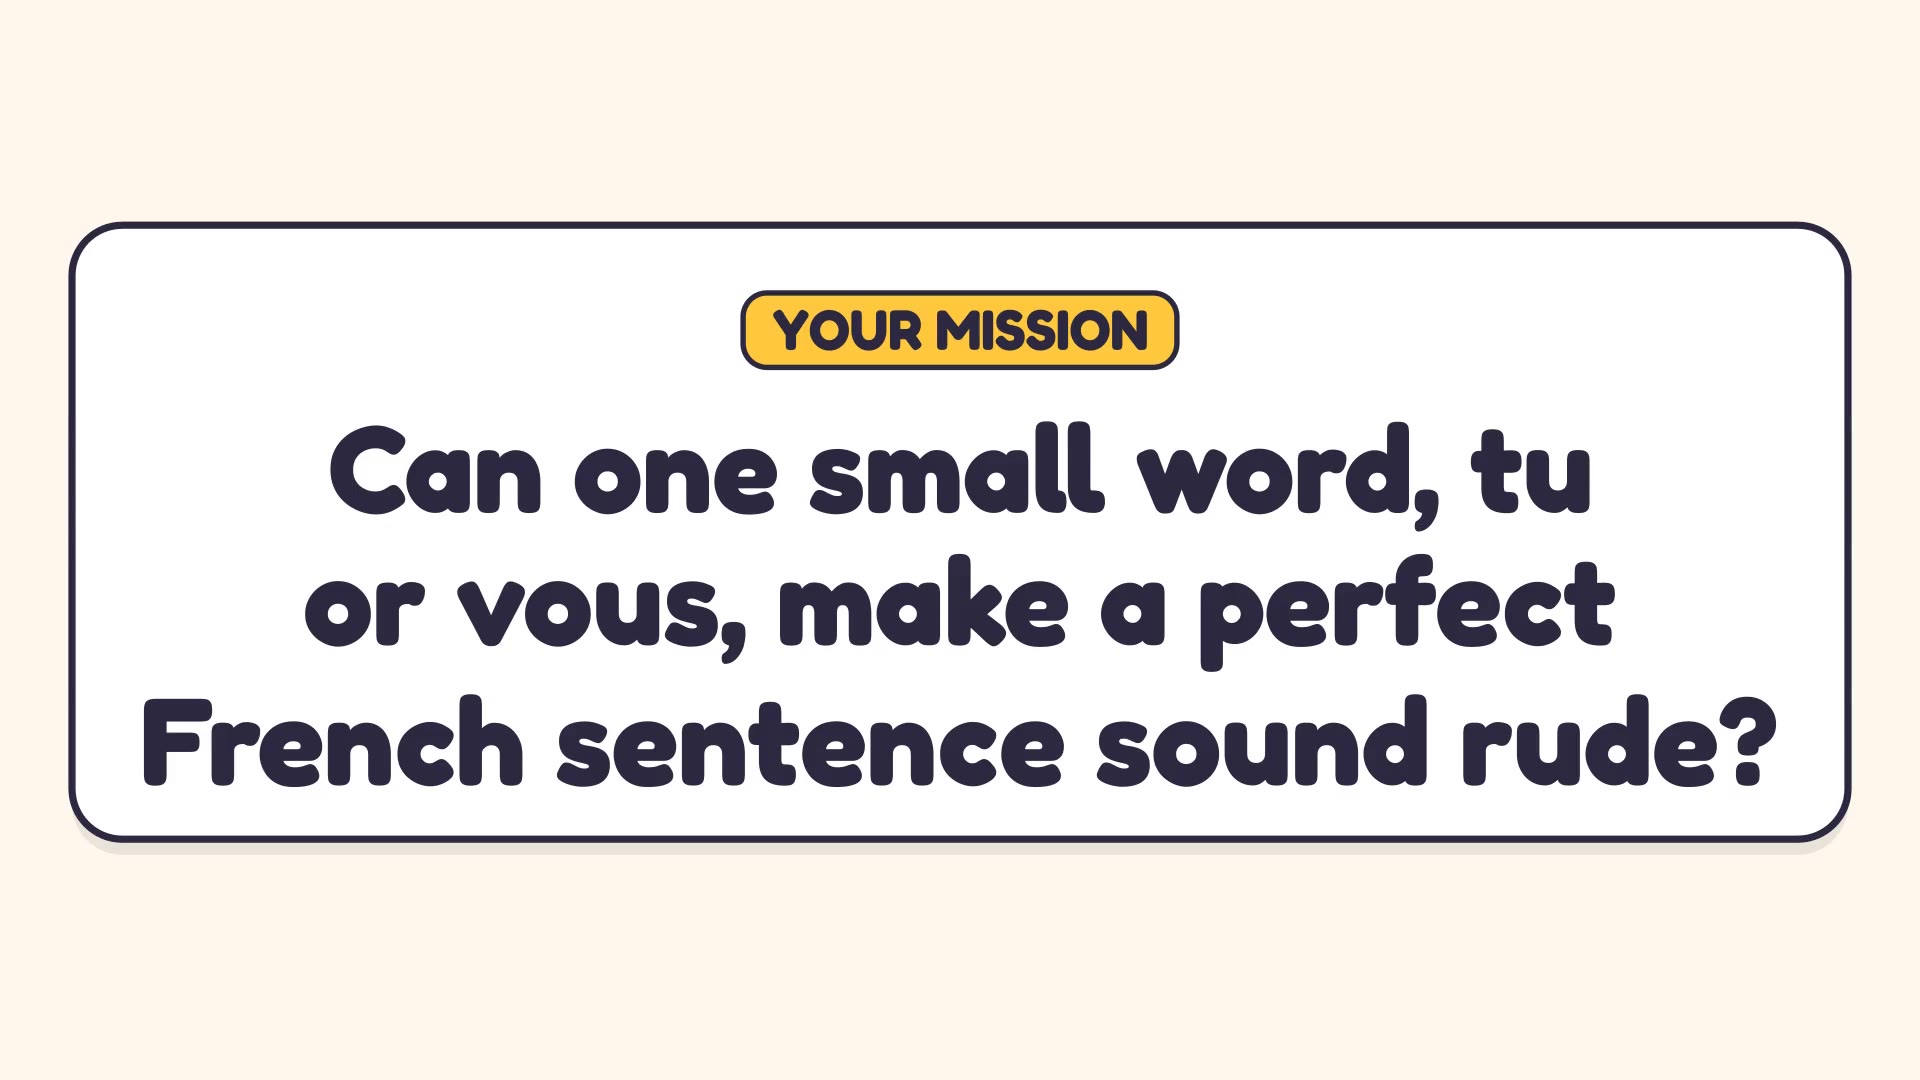 YOUR MISSION
Can one small word, tu
or vous, make a perfect
French sentence sound rude?